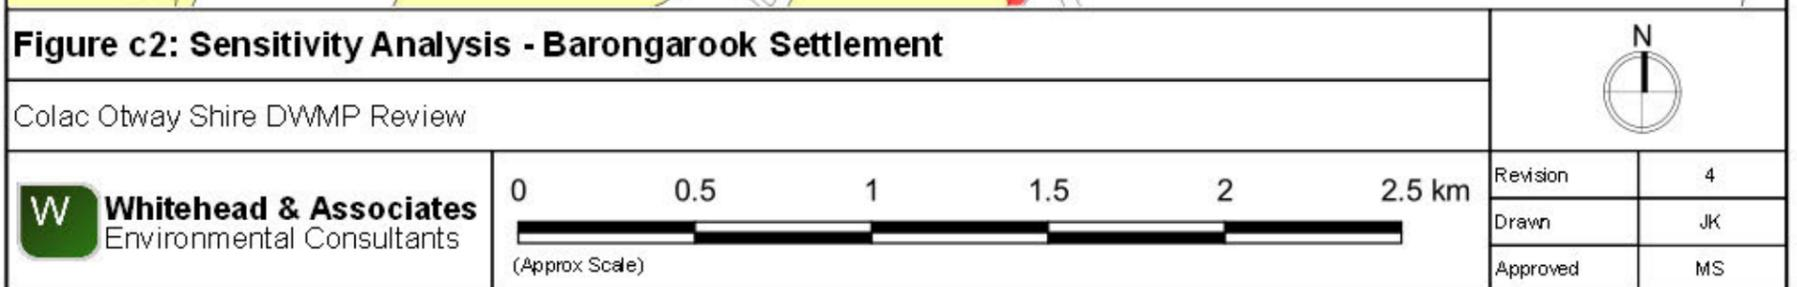 Figure c2: Sensitivity Analysis - Barongarook Settlement
N
Colac Otway Shire DWMP Review
W
Whitehead & Associates
Environmental Consultants
0 0.5 1 1.5 2 2.5 km
(Approx Scale)
Revision 4
Drawn JK
Approved MS